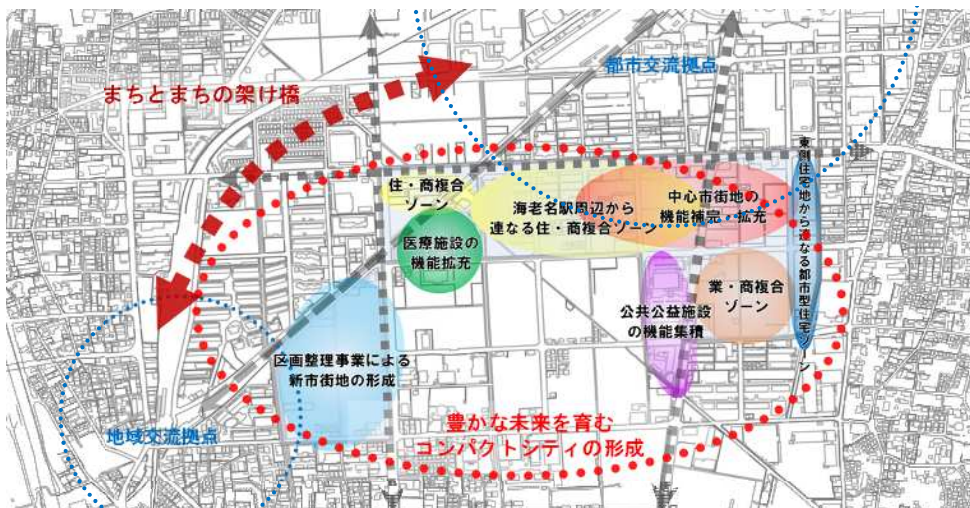 都市交流拠点
まちとまちの架け橋
住・商複合
ゾーン
海老名駅周辺から
連なる住・商複合ゾーン
中心市街地の
機能補完・拡充
東側住宅地から連なる都市型住宅ゾーン
医療施設の
機能拡充
業・商複合
ゾーン
公共公益施設
の機能集積
区画整理事業による
新市街地の形成
豊かな未来を育む
コンパクトシティの形成
地域交流拠点